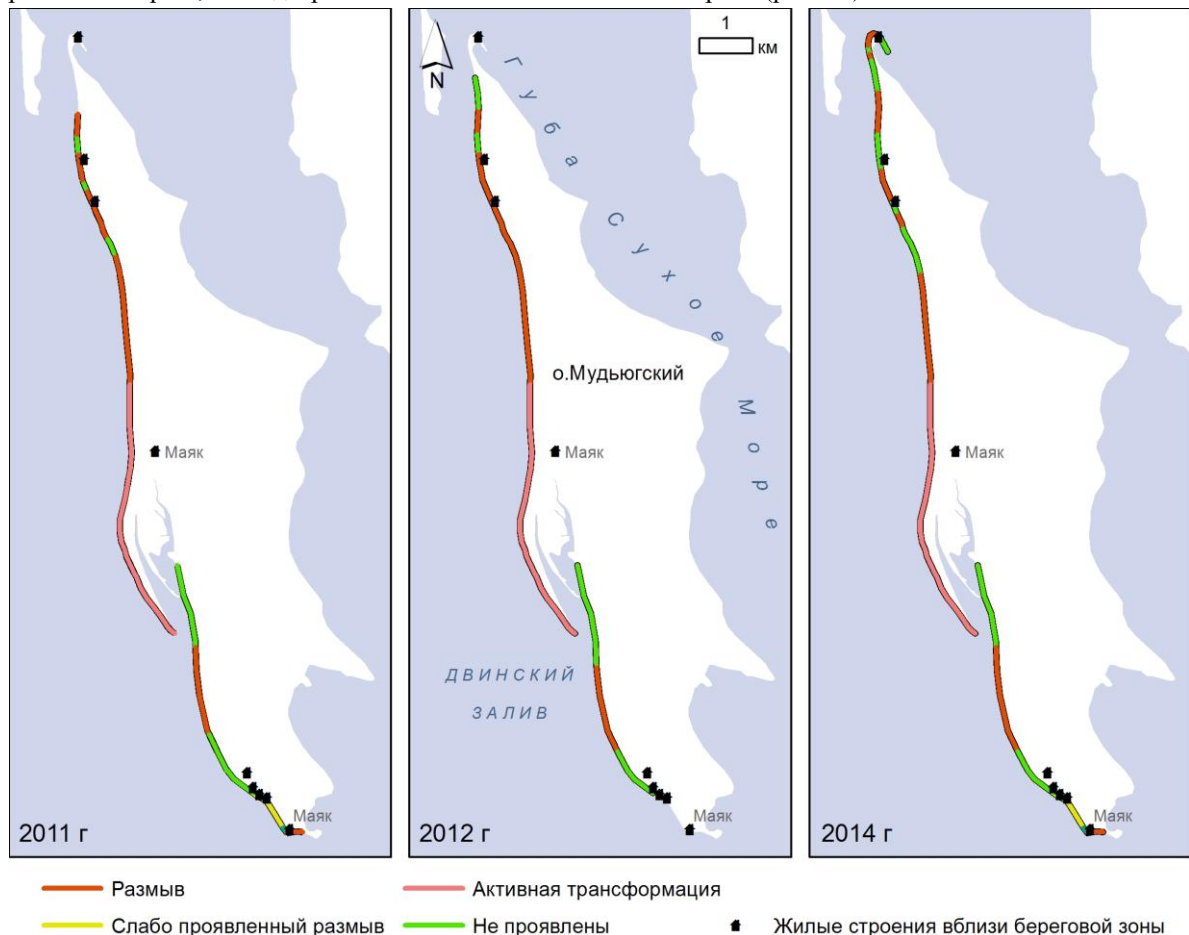 1
км
N
Губа Сухое Море
о.Мудьюгский
Маяк
Маяк
Маяк
ДВИНСКИЙ
ЗАЛИВ
Маяк
Маяк
Маяк
2011 г
2012 г
2014 г
Размыв
Активная трансформация
Слабо проявленный размыв
Не проявлены
Жилые строения вблизи береговой зоны